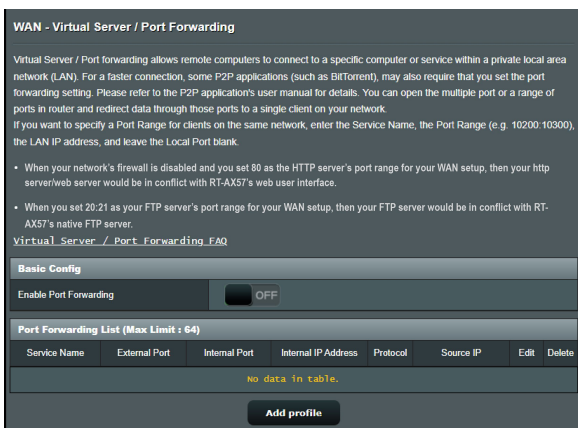 WAN - Virtual Server / Port Forwarding
Virtual Server / Port forwarding allows remote computers to connect to a specific computer or service within a private local area
network (LAN). For a faster connection, some P2P applications (such as BitTorrent), may also require that you set the port
forwarding setting. Please refer to the P2P application's user manual for details. You can open the multiple port or a range of
ports in router and redirect data through those ports to a single client on your network.
If you want to specify a Port Range for clients on the same network, enter the Service Name, the Port Range (e.g. 10200:10300),
the LAN IP address, and leave the Local Port blank.
• When your network's firewall is disabled and you set 80 as the HTTP server's port range for your WAN setup, then your http
server/web server would be in conflict with RT-AX57's web user interface.
• When you set 20:21 as your FTP server's port range for your WAN setup, then your FTP server would be in conflict with RT-
AX57's native FTP server.
Virtual Server / Port Forwarding FAQ
Basic Config
Enable Port Forwarding OFF
Port Forwarding List (Max Limit : 64)
Service Name External Port Internal Port Internal IP Address Protocol Source IP Edit Delete
No data in table.
Add profile